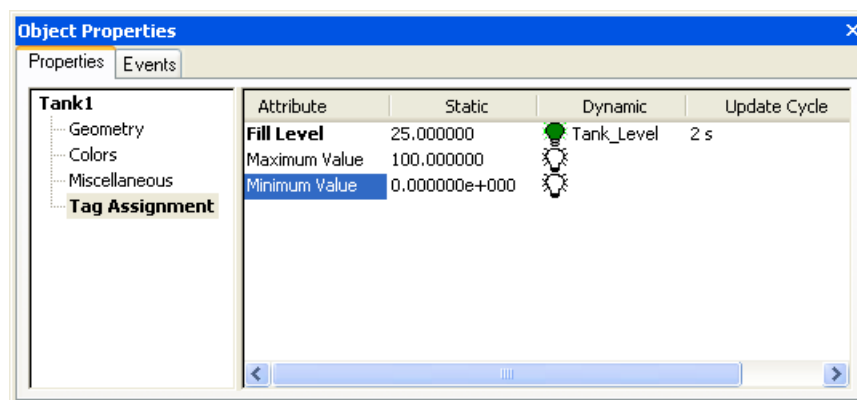 Object Properties
Properties Events
Tank1
Geometry
Colors
Miscellaneous
Tag Assignment
Attribute Static Dynamic Update Cycle
Fill Level 25.000000 Tank_Level 2 s
Maximum Value 100.000000
Minimum Value 0.000000e+000